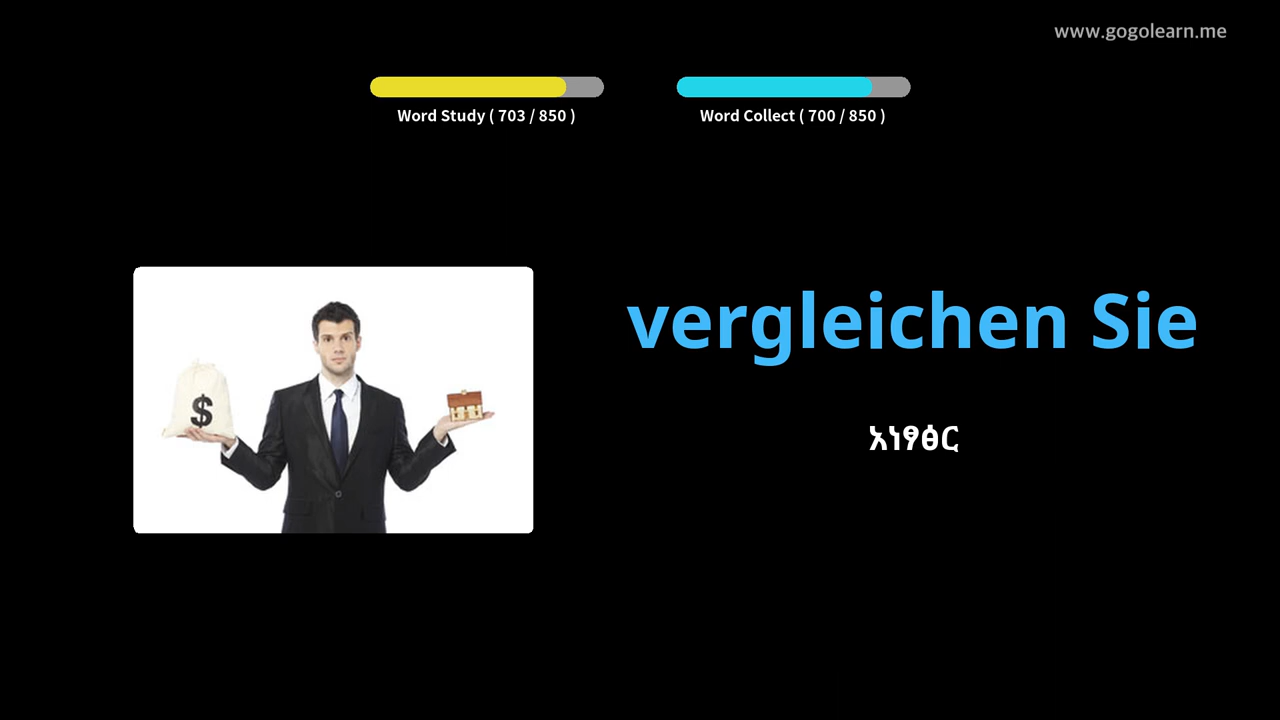 www.gogolearn.me
Word Study ( 703 / 850 )
Word Collect ( 700 / 850 )
vergleichen Sie
አነፃፅር
$